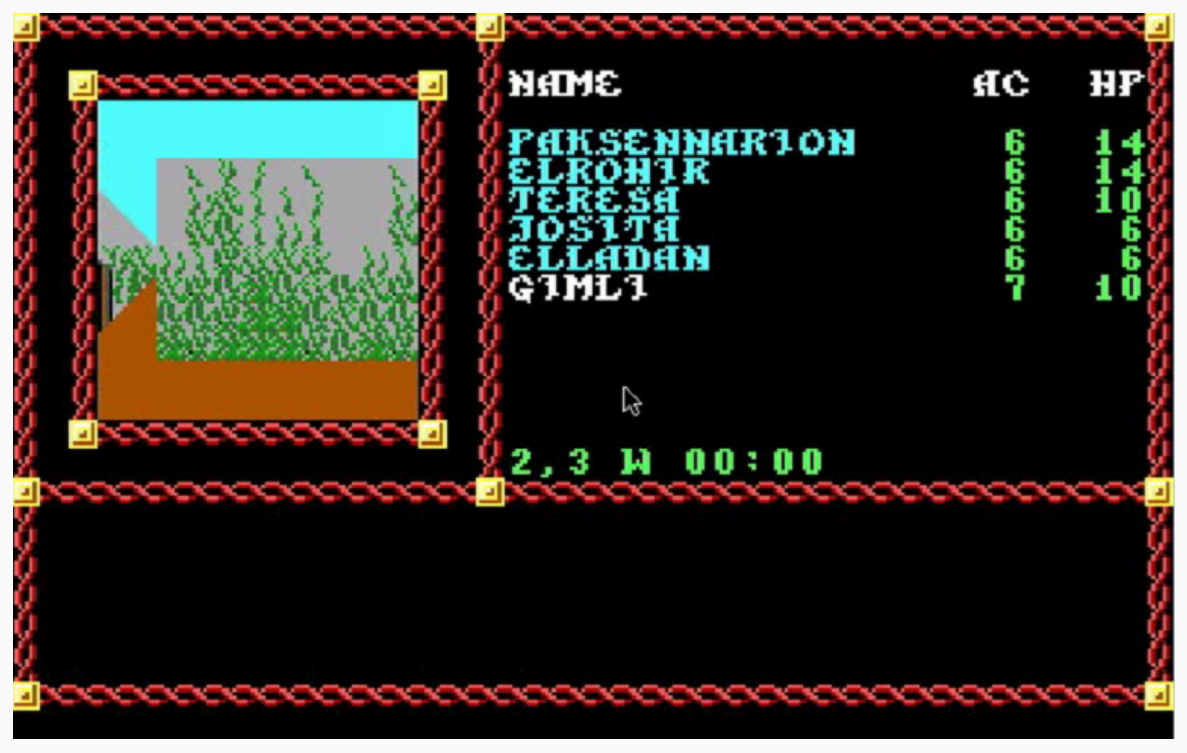 NAME AC HP
PAKSENNARION 6 14
ELROHIR 6 14
TERESA 6 10
JOSITA 6 6
ELLADAN 6 6
GIMLI 7 10
2,3 W 00:00